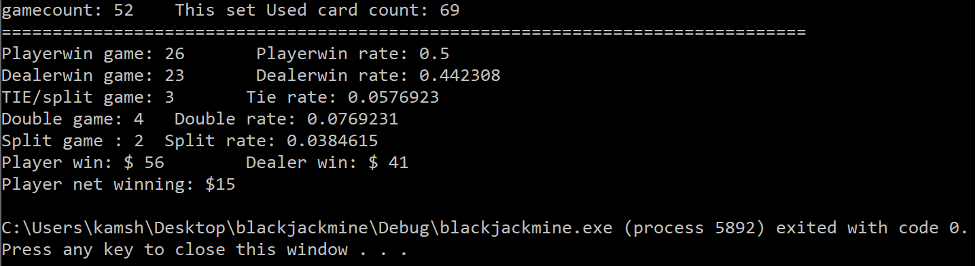 gamecount: 52    This set Used card count: 69
==============================================================================
Playerwin game: 26       Playerwin rate: 0.5
Dealerwin game: 23       Dealerwin rate: 0.442308
TIE/split game: 3       Tie rate: 0.0576923
Double game: 4   Double rate: 0.0769231
Split game : 2  Split rate: 0.0384615
Player win: $ 56        Dealer win: $ 41
Player net winning: $15
C:\Users\kamsh\Desktop\blackjackmine\Debug\blackjackmine.exe (process 5892) exited with code 0.
Press any key to close this window . . .